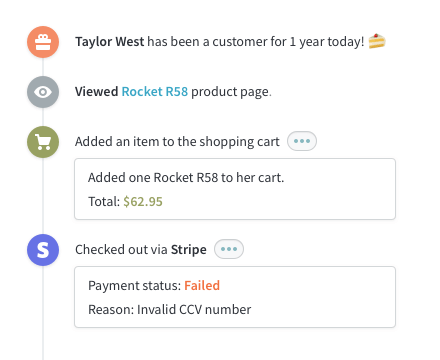 Taylor West has been a customer for 1 year today! 🍰
Viewed Rocket R58 product page.
Added an item to the shopping cart
Added one Rocket R58 to her cart.
Total: $62.95
S
Checked out via Stripe
Payment status: Failed
Reason: Invalid CCV number